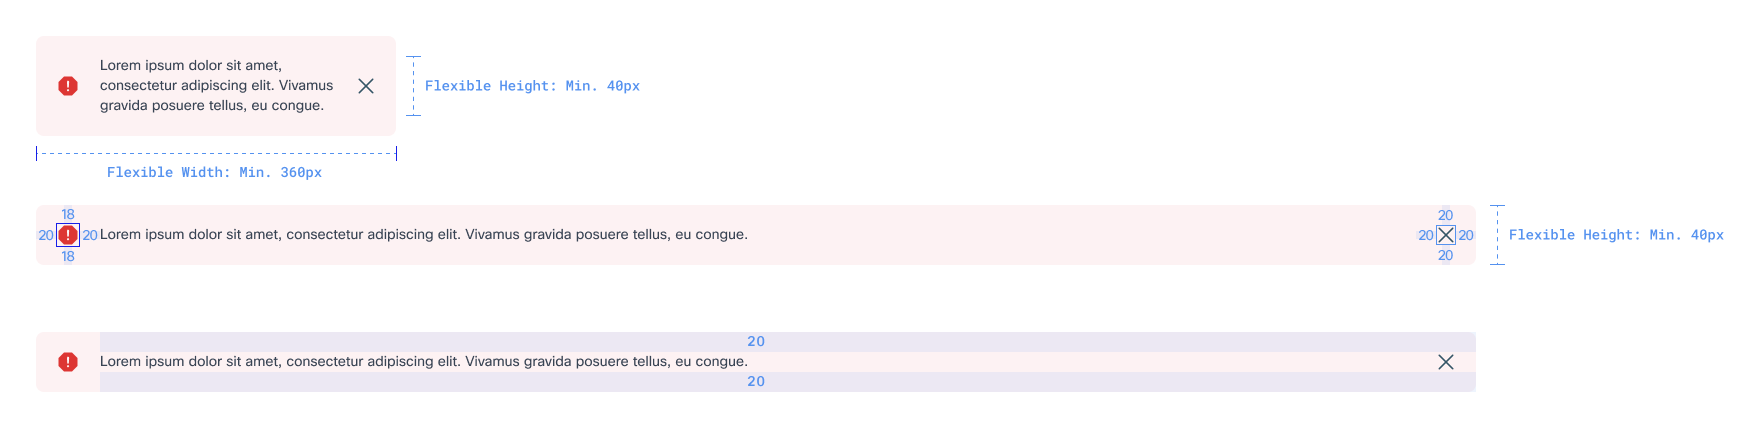 Lorem ipsum dolor sit amet,
consectetur adipiscing elit. Vivamus
gravida posuere tellus, eu congue.
Flexible Height: Min. 40px
Flexible Width: Min. 360px
18
20
20
Lorem ipsum dolor sit amet, consectetur adipiscing elit. Vivamus gravida posuere tellus, eu congue.
18
20
20
20
20
Flexible Height: Min. 40px
20
Lorem ipsum dolor sit amet, consectetur adipiscing elit. Vivamus gravida posuere tellus, eu congue.
20